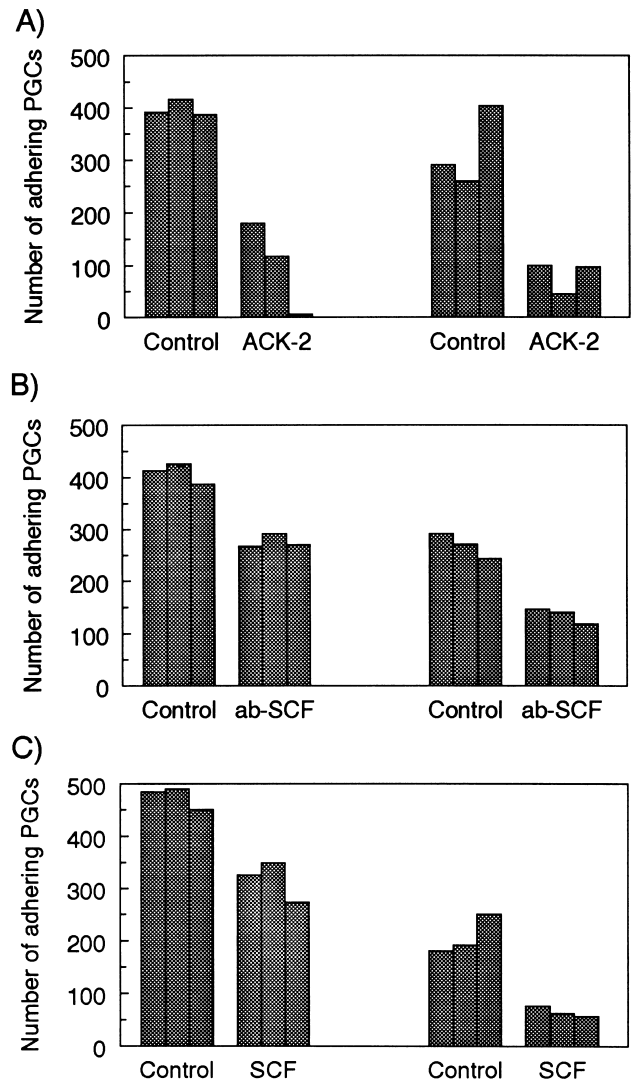 A)
Number of adhering PGCs
500
400
300
200
100
0
Control ACK-2 Control ACK-2
B)
Number of adhering PGCs
500
400
300
200
100
0
Control ab-SCF Control ab-SCF
C)
Number of adhering PGCs
500
400
300
200
100
0
Control SCF Control SCF